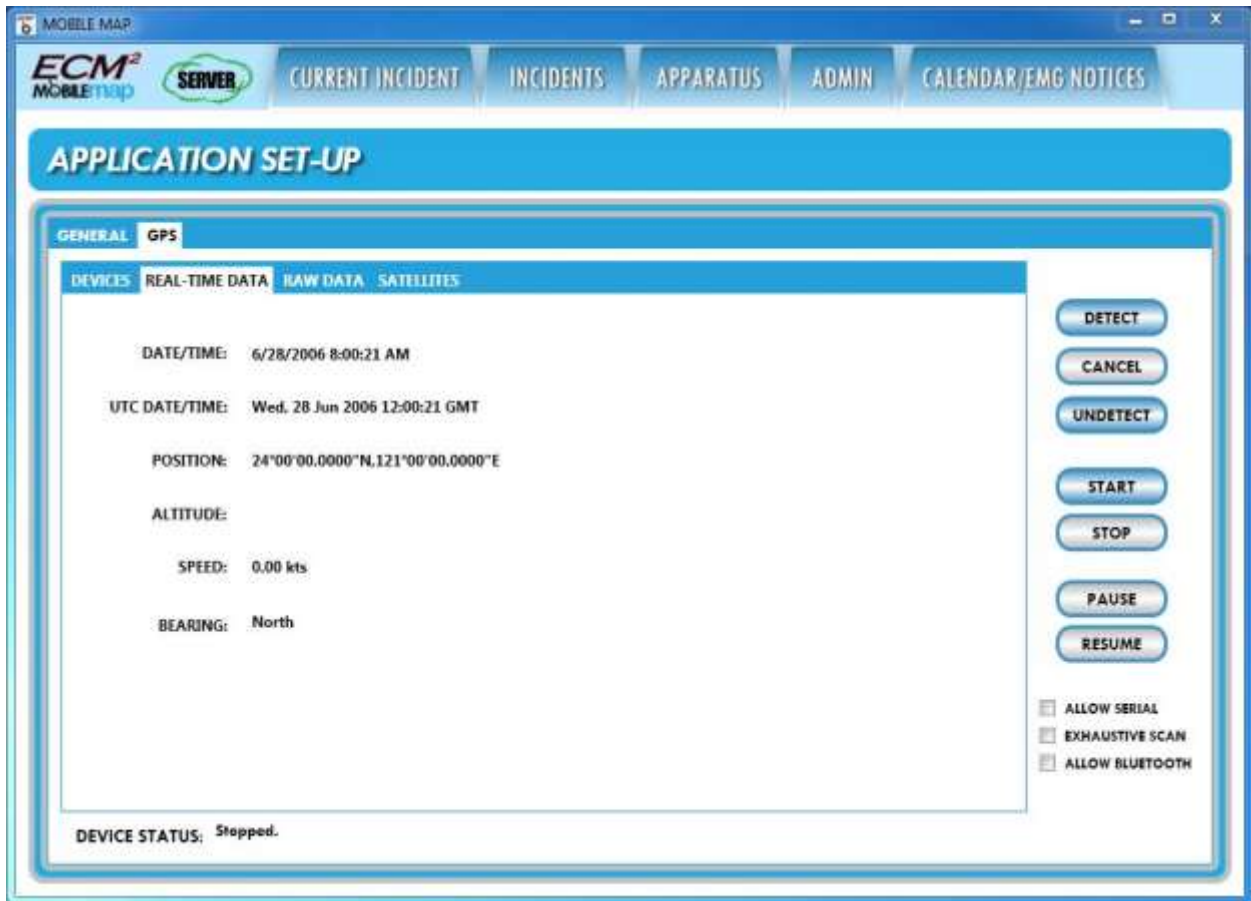 MOBILE MAP
ECM² MOBILEmap SERVER CURRENT INCIDENT INCIDENTS APPARATUS ADMIN CALENDAR/EMG NOTICES
APPLICATION SET-UP
GENERAL GPS
DEVICES REAL-TIME DATA RAW DATA SATELLITES
DATE/TIME: 6/28/2006 8:00:21 AM
UTC DATE/TIME: Wed, 28 Jun 2006 12:00:21 GMT
POSITION: 24°00'00.0000"N,121°00'00.0000"E
ALTITUDE:
SPEED: 0.00 kts
BEARING: North
DETECT
CANCEL
UNDETECT
START
STOP
PAUSE
RESUME
ALLOW SERIAL
EXHAUSTIVE SCAN
ALLOW BLUETOOTH
DEVICE STATUS: Stopped.